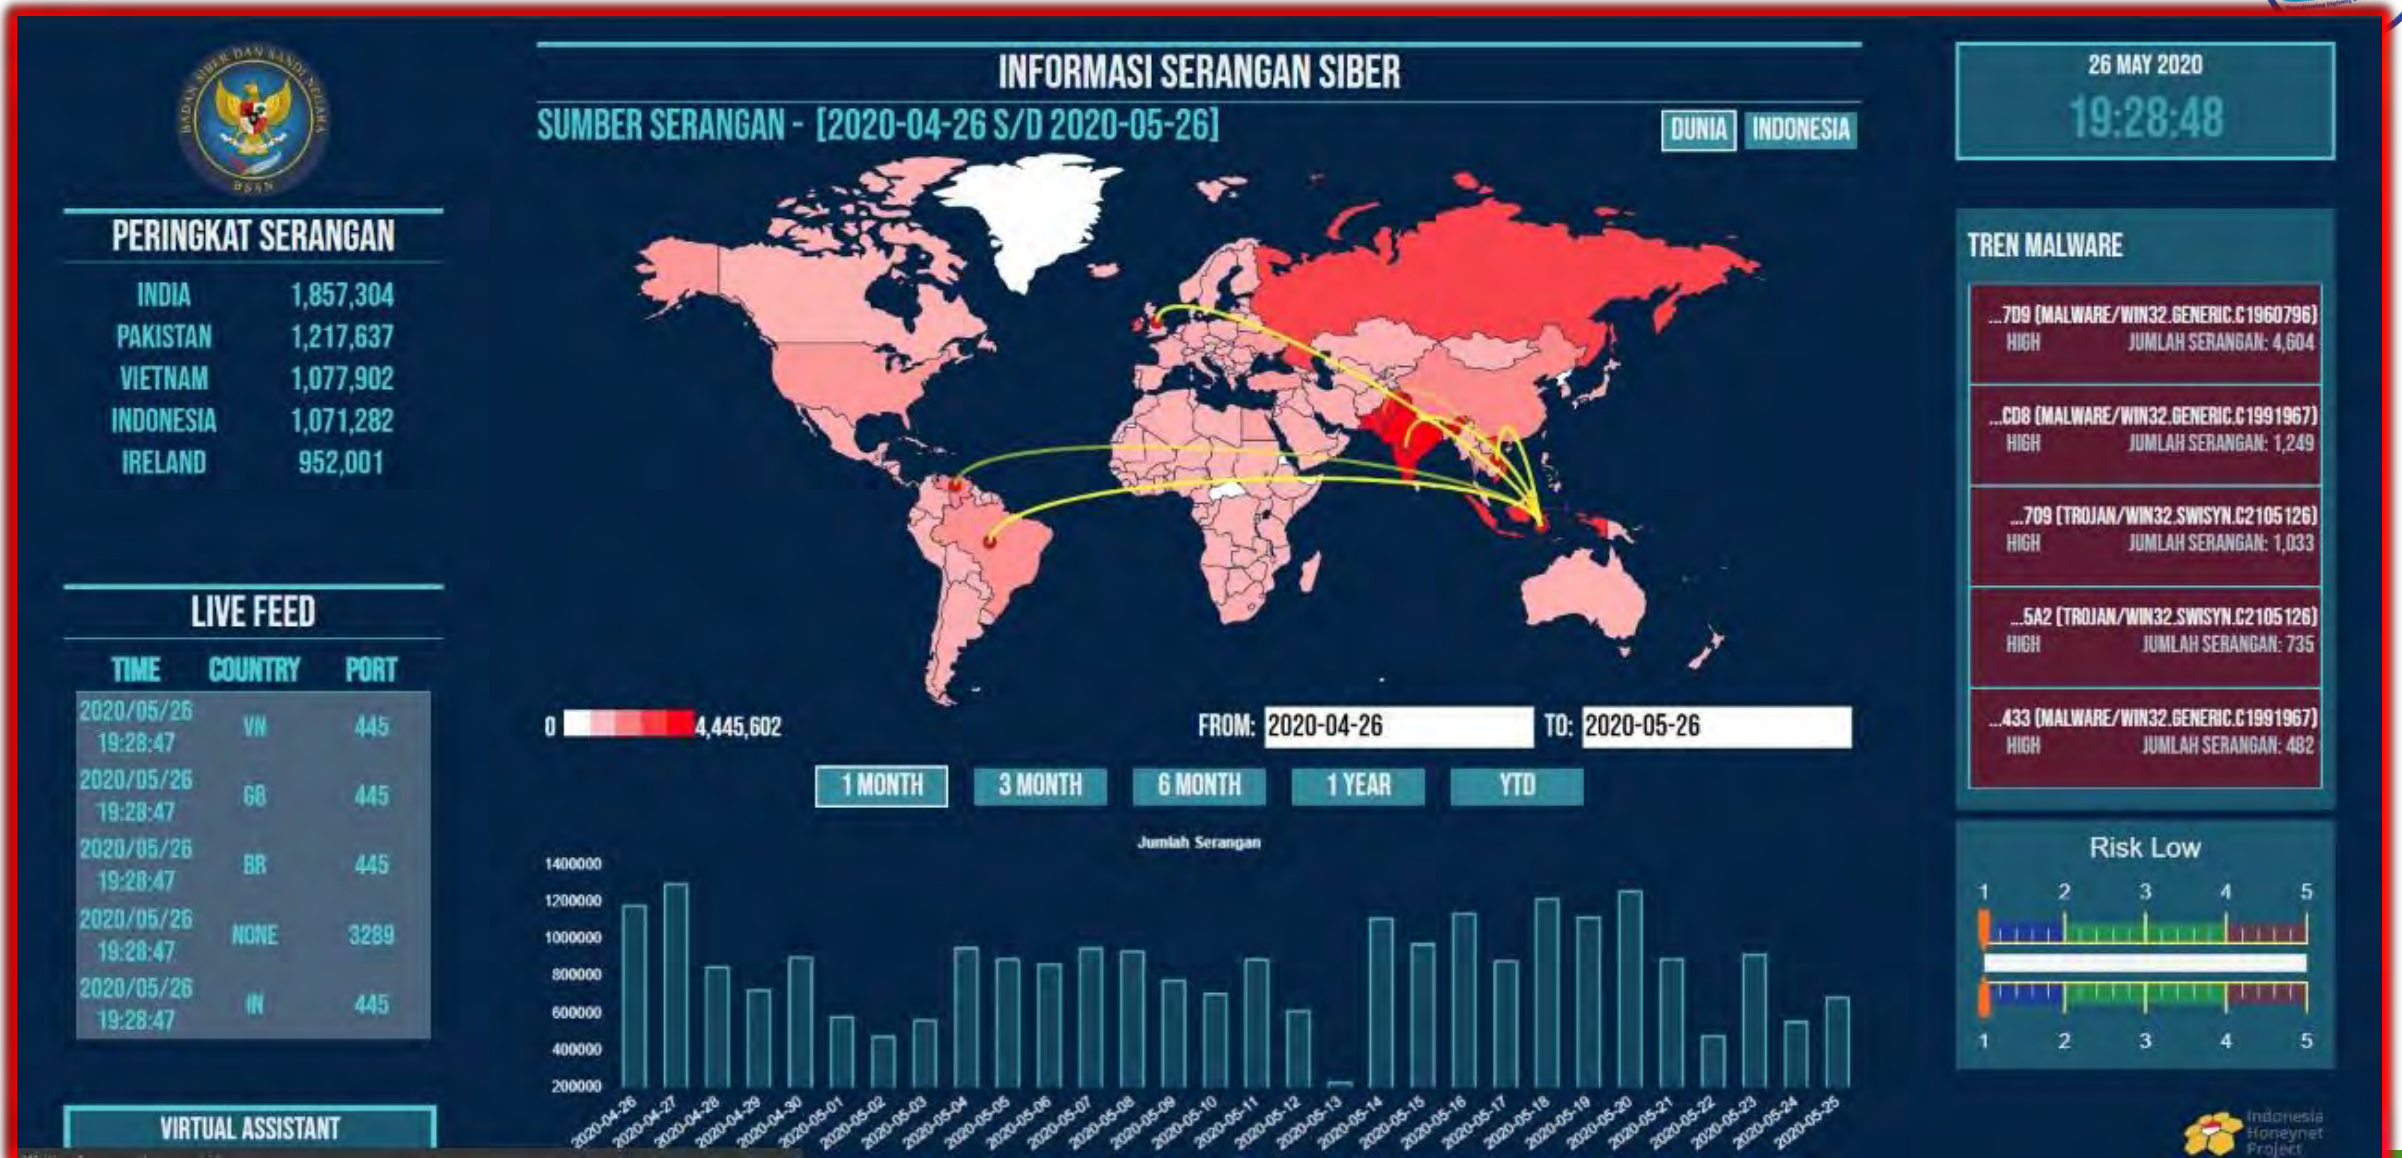 BADAN SIBER DAN SANDI NEGARA
BSSN
PERINGKAT SERANGAN
INDIA 1,857,304
PAKISTAN 1,217,637
VIETNAM 1,077,902
INDONESIA 1,071,282
IRELAND 952,001
LIVE FEED
TIME COUNTRY PORT
2020/05/26
19:28:47
VN 445
2020/05/26
19:28:47
GB 445
2020/05/26
19:28:47
BR 445
2020/05/26
19:28:47
NONE 3289
2020/05/26
19:28:47
IN 445
VIRTUAL ASSISTANT
INFORMASI SERANGAN SIBER
SUMBER SERANGAN - [2020-04-26 S/D 2020-05-26]
DUNIA INDONESIA
0 4,445,602
FROM: 2020-04-26 TO: 2020-05-26
1 MONTH 3 MONTH 6 MONTH 1 YEAR YTD
Jumlah Serangan
1400000
1200000
1000000
800000
600000
400000
200000
2020-04-26
2020-04-27
2020-04-28
2020-04-29
2020-04-30
2020-05-01
2020-05-02
2020-05-03
2020-05-04
2020-05-05
2020-05-06
2020-05-07
2020-05-08
2020-05-09
2020-05-10
2020-05-11
2020-05-12
2020-05-13
2020-05-14
2020-05-15
2020-05-16
2020-05-17
2020-05-18
2020-05-19
2020-05-20
2020-05-21
2020-05-22
2020-05-23
2020-05-24
2020-05-25
26 MAY 2020
19:28:48
TREN MALWARE
...7D9 (MALWARE/WIN32.GENERIC.C1960796)
HIGH JUMLAH SERANGAN: 4,604
...CD8 (MALWARE/WIN32.GENERIC.C1991967)
HIGH JUMLAH SERANGAN: 1,249
...709 (TROJAN/WIN32.SWISYN.C2105126)
HIGH JUMLAH SERANGAN: 1,033
...5A2 (TROJAN/WIN32.SWISYN.C2105126)
HIGH JUMLAH SERANGAN: 735
...433 (MALWARE/WIN32.GENERIC.C1991967)
HIGH JUMLAH SERANGAN: 482
Risk Low
1 2 3 4 5
1 2 3 4 5
Indonesia
Honeynet
Project